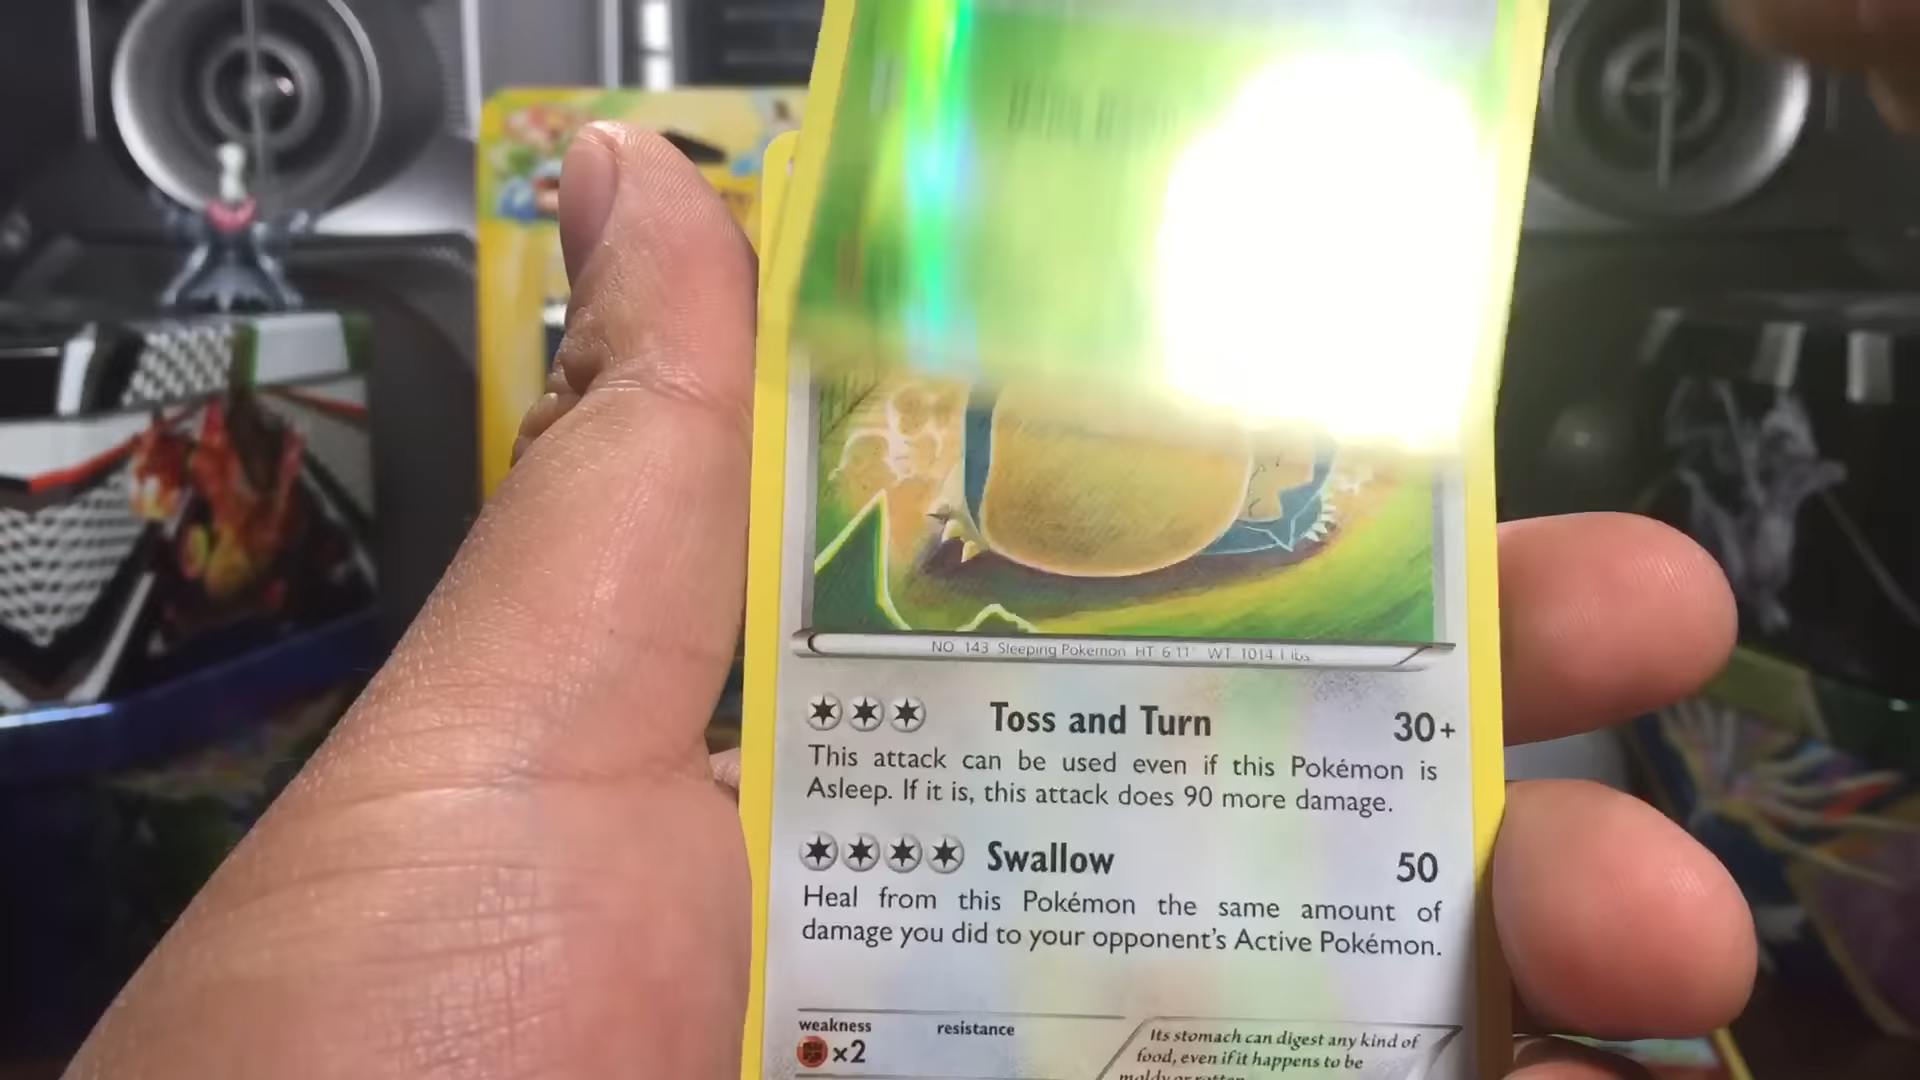 NO. 143 Sleeping Pokémon HT: 6'11" WT: 1014.1 lbs.
Toss and Turn 30+
This attack can be used even if this Pokémon is
Asleep. If it is, this attack does 90 more damage.
Swallow 50
Heal from this Pokémon the same amount of
damage you did to your opponent's Active Pokémon.
weakness resistance
×2
Its stomach can digest any kind of
food, even if it happens to be
moldy or rotten.